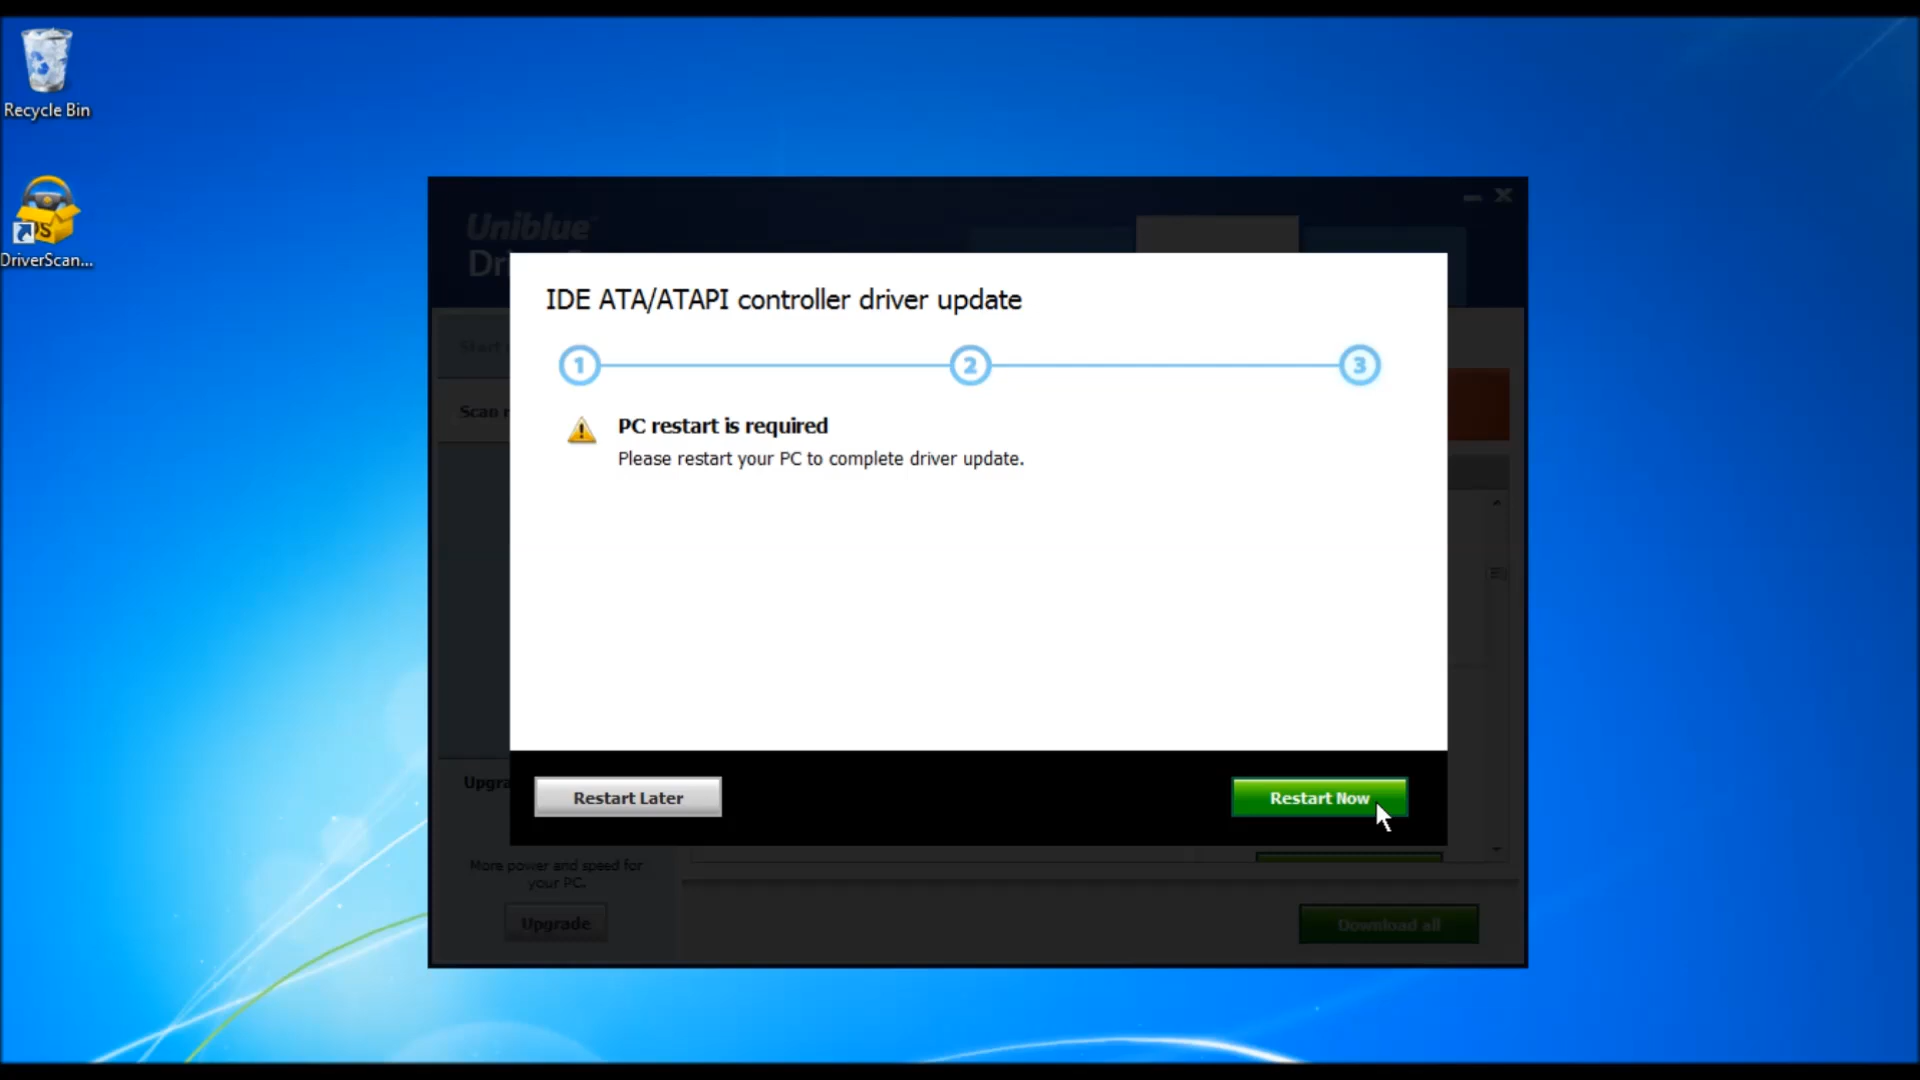 Recycle Bin
DriverScan...
Uniblue
IDE ATA/ATAPI controller driver update
1
2
3
PC restart is required
Please restart your PC to complete driver update.
Restart Later
Restart Now
More power and speed for
your PC.
Upgrade
Download all